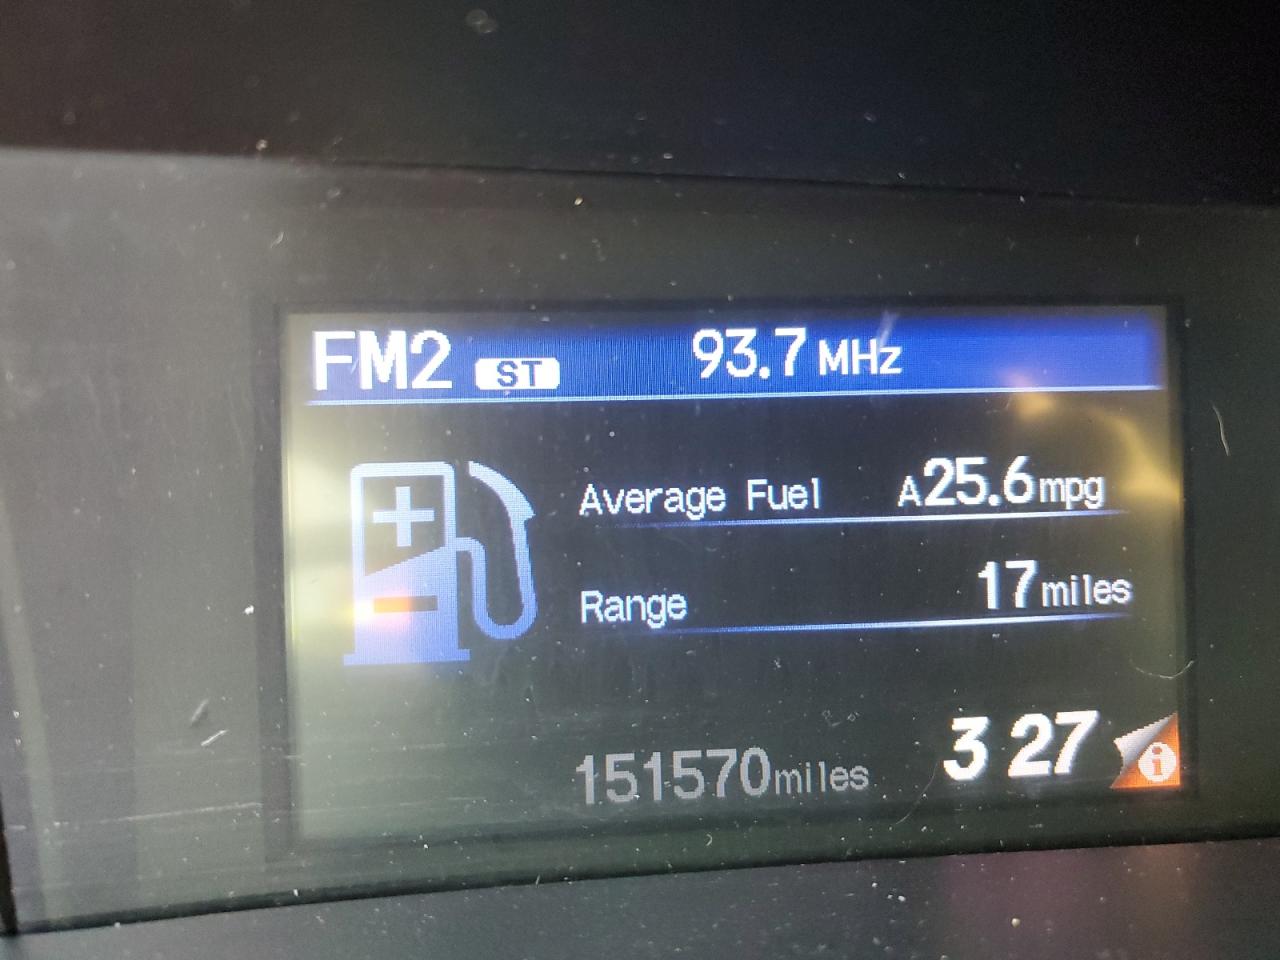 FM2 ST 93.7 MHz
Average Fuel A25.6mpg
Range 17miles
151570miles 3 27 i